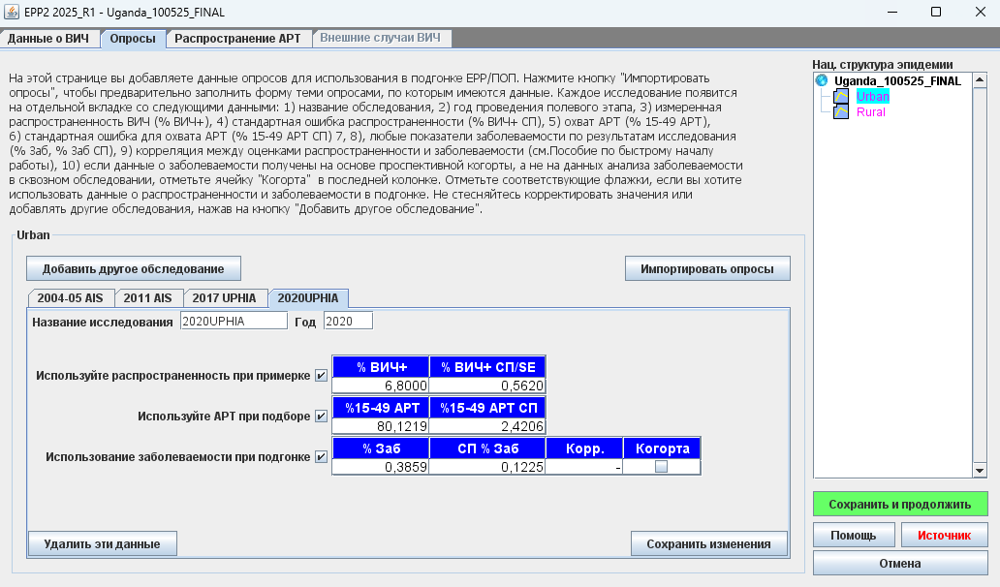 EPP2 2025_R1 - Uganda_100525_FINAL
Данные о ВИЧ Опросы Распространение АРТ Внешние случаи ВИЧ
На этой странице вы добавляете данные опросов для использования в подгонке EPP/ПОП. Нажмите кнопку "Импортировать
опросы", чтобы предварительно заполнить форму теми опросами, по которым имеются данные. Каждое исследование появится
на отдельной вкладке со следующими данными: 1) название обследования, 2) год проведения полевого этапа, 3) измеренная
распространенность ВИЧ (% ВИЧ+), 4) стандартная ошибка распространенности (% ВИЧ+ СП), 5) охват АРТ (% 15-49 АРТ),
6) стандартная ошибка для охвата АРТ (% 15-49 АРТ СП) 7, 8), любые показатели заболеваемости по результатам исследования
(% Заб, % Заб СП), 9) корреляция между оценками распространенности и заболеваемости (см.Пособие по быстрому началу
работы), 10) если данные о заболеваемости получены на основе проспективной когорты, а не на данных анализа заболеваемости
в сквозном обследовании, отметьте ячейку "Когорта" в последней колонке. Отметьте соответствующие флажки, если вы хотите
использовать данные о распространенности и заболеваемости в подгонке. Не стесняйтесь корректировать значения или
добавлять другие обследования, нажав на кнопку "Добавить другое обследование".
Нац. структура эпидемии
Uganda_100525_FINAL
Urban
Rural
Urban
Добавить другое обследование Импортировать опросы
2004-05 AIS 2011 AIS 2017 UPHIA 2020UPHIA
Название исследования 2020UPHIA Год 2020
% ВИЧ+ % ВИЧ+ СП/SE
Используйте распространенность при примерке 6,8000 0,5620
%15-49 АРТ %15-49 АРТ СП
Используйте АРТ при подборе 80,1219 2,4206
% Заб СП % Заб Корр. Когорта
Использование заболеваемости при подгонке 0,3859 0,1225 -
Удалить эти данные Сохранить изменения
Сохранить и продолжить
Помощь Источник
Отмена